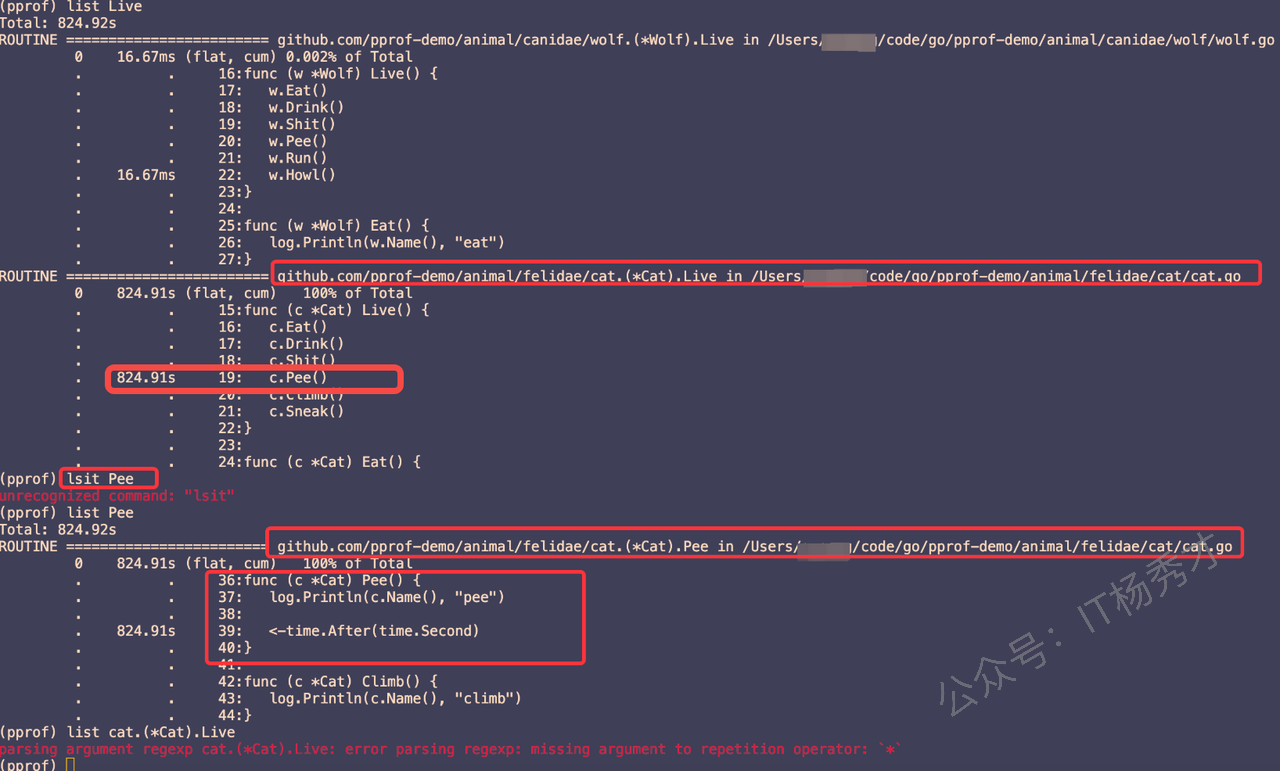 (pprof) list Live
Total: 824.92s
ROUTINE ======================== github.com/pprof-demo/animal/canidae/wolf.(*Wolf).Live in /Users/ /code/go/pprof-demo/animal/canidae/wolf/wolf.go
0 16.67ms (flat, cum) 0.002% of Total
. . 16:func (w *Wolf) Live() {
. . 17: w.Eat()
. . 18: w.Drink()
. . 19: w.Shit()
. . 20: w.Pee()
. . 21: w.Run()
. 16.67ms 22: w.Howl()
. . 23:}
. . 24:
. . 25:func (w *Wolf) Eat() {
. . 26: log.Println(w.Name(), "eat")
. . 27:}
ROUTINE ======================== github.com/pprof-demo/animal/felidae/cat.(*Cat).Live in /Users/ /code/go/pprof-demo/animal/felidae/cat/cat.go
0 824.91s (flat, cum) 100% of Total
. . 15:func (c *Cat) Live() {
. . 16: c.Eat()
. . 17: c.Drink()
. . 18: c.Shit()
. 824.91s 19: c.Pee()
. . 20: c.Climb()
. . 21: c.Sneak()
. . 22:}
. . 23:
. . 24:func (c *Cat) Eat() {
(pprof) lsit Pee
unrecognized command: "lsit"
(pprof) list Pee
Total: 824.92s
ROUTINE ======================== github.com/pprof-demo/animal/felidae/cat.(*Cat).Pee in /Users/ /code/go/pprof-demo/animal/felidae/cat/cat.go
0 824.91s (flat, cum) 100% of Total
. . 36:func (c *Cat) Pee() {
. . 37: log.Println(c.Name(), "pee")
. . 38:
. 824.91s 39: <-time.After(time.Second)
. . 40:}
. . 41:
. . 42:func (c *Cat) Climb() {
. . 43: log.Println(c.Name(), "climb")
. . 44:}
(pprof) list cat.(*Cat).Live
parsing argument regexp cat.(*Cat).Live: error parsing regexp: missing argument to repetition operator: `*`
(pprof)
公众号：IT杨秀才